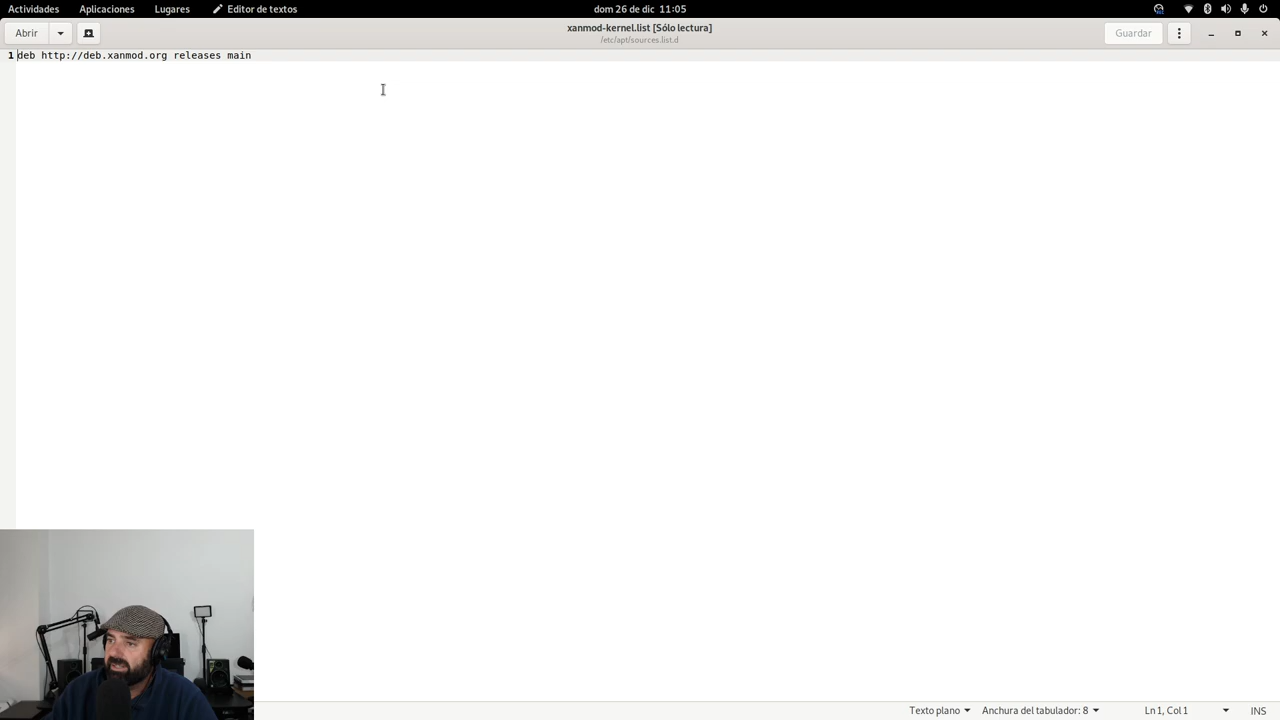 Actividades Aplicaciones Lugares Editor de textos dom 26 de dic 11:05
Abrir xanmod-kernel.list [Sólo lectura] Guardar
/etc/apt/sources.list.d
1 deb http://deb.xanmod.org releases main
Texto plano Anchura del tabulador: 8 Ln 1, Col 1 INS